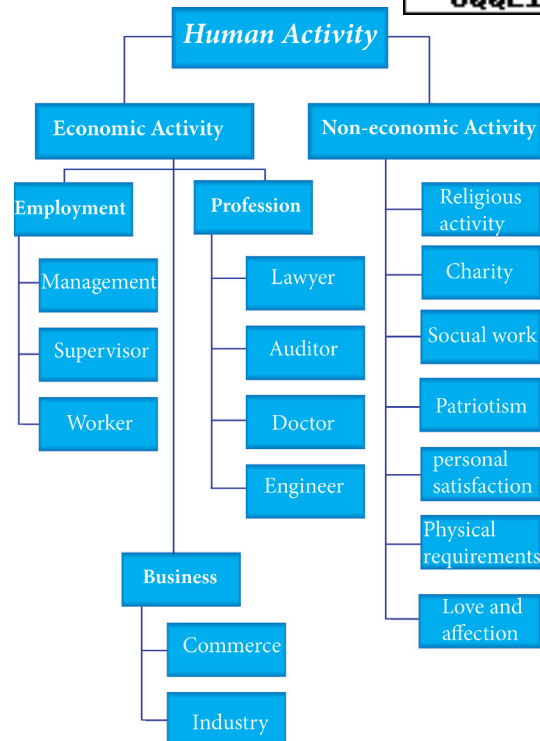 Human Activity
Economic Activity
Non-economic Activity
Employment
Profession
Management
Supervisor
Worker
Lawyer
Auditor
Doctor
Engineer
Business
Commerce
Industry
Religious
activity
Charity
Socual work
Patriotism
personal
satisfaction
Physical
requirements
Love and
affection